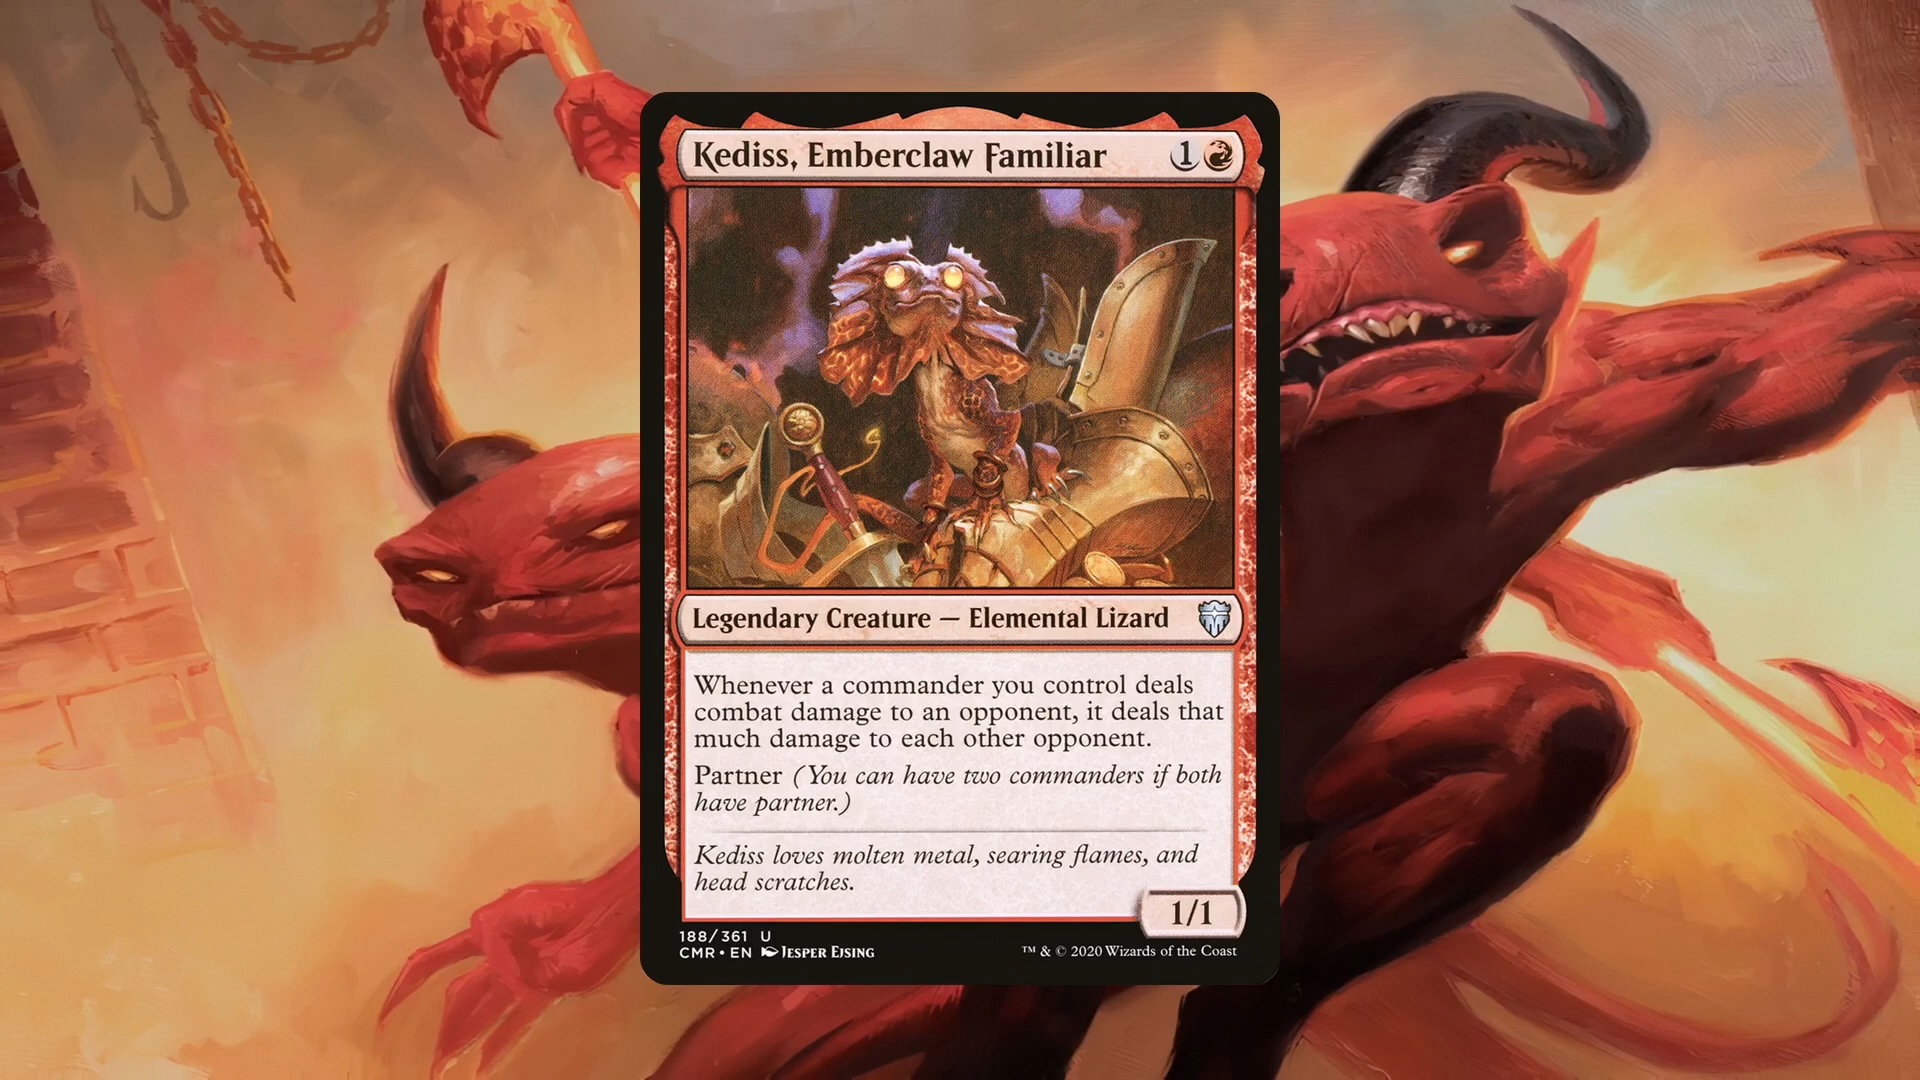 Kediss, Emberclaw Familiar 1
Legendary Creature — Elemental Lizard
Whenever a commander you control deals
combat damage to an opponent, it deals that
much damage to each other opponent.
Partner (You can have two commanders if both
have partner.)
Kediss loves molten metal, searing flames, and
head scratches.
1/1
188/361 U
CMR • EN Jesper Ejsing
™ & © 2020 Wizards of the Coast